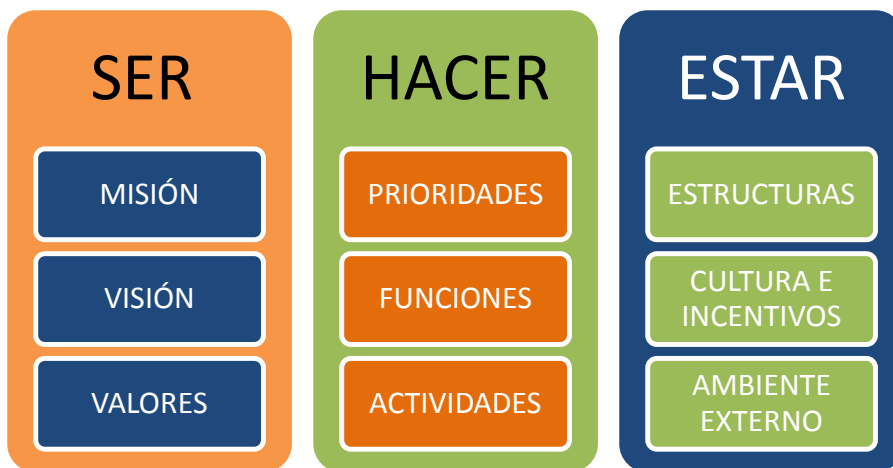 SER
MISIÓN
VISIÓN
VALORES
HACER
PRIORIDADES
FUNCIONES
ACTIVIDADES
ESTAR
ESTRUCTURAS
CULTURA E
INCENTIVOS
AMBIENTE
EXTERNO